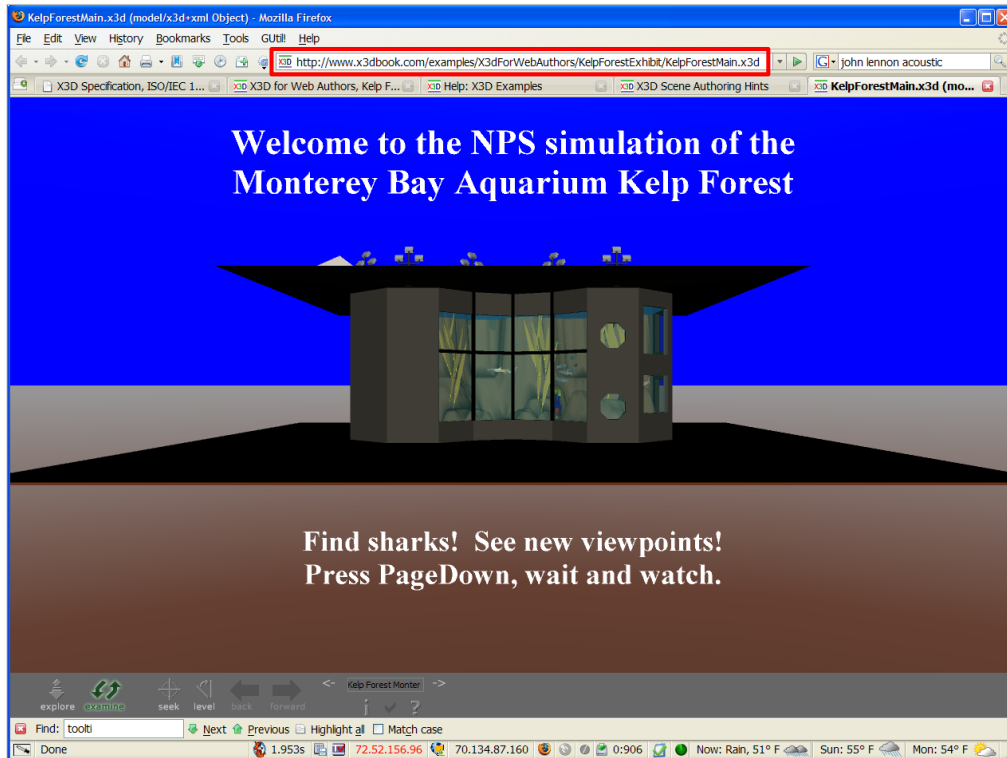 KelpForestMain.x3d (model/x3d+xml Object) - Mozilla Firefox
File Edit View History Bookmarks Tools GUtil! Help
X3D http://www.x3dbook.com/examples/X3dForWebAuthors/KelpForestExhibit/KelpForestMain.x3d G john lennon acoustic
X3D Specification, ISO/IEC 1... X3D X3D for Web Authors, Kelp F... X3D Help: X3D Examples X3D X3D Scene Authoring Hints X3D KelpForestMain.x3d (mo...
Welcome to the NPS simulation of the
Monterey Bay Aquarium Kelp Forest
Find sharks! See new viewpoints!
Press PageDown, wait and watch.
<- Kelp Forest Monter ->
explore examine seek level back forward i ?
Find: toolti Next Previous Highlight all Match case
Done 1.953s 72.52.156.96 70.134.87.160 0:906 Now: Rain, 51° F Sun: 55° F Mon: 54° F